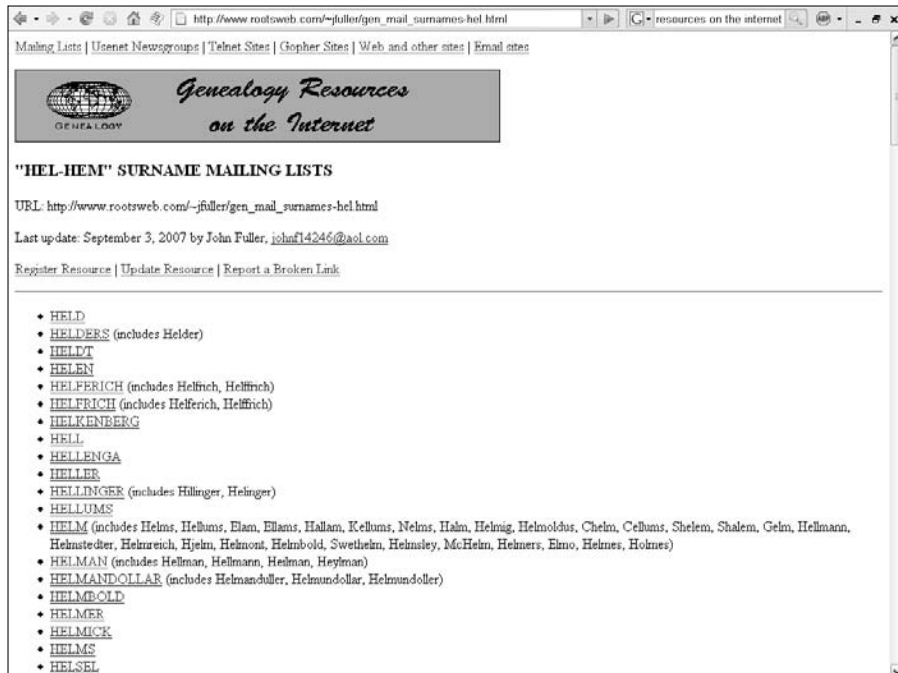 http://www.rootsweb.com/~jfuller/gen_mail_surnames-hel.html
resources on the internet
ABP
Mailing Lists | Usenet Newsgroups | Telnet Sites | Gopher Sites | Web and other sites | Email sites
GENEALOGY
Genealogy Resources
on the Internet
"HEL-HEM" SURNAME MAILING LISTS
URL: http://www.rootsweb.com/~jfuller/gen_mail_surnames-hel.html
Last update: September 3, 2007 by John Fuller, johnf14246@aol.com
Register Resource | Update Resource | Report a Broken Link
HELD
HELDERS (includes Helder)
HELDT
HELEN
HELFERICH (includes Helfrich, Helffrich)
HELFRICH (includes Helferich, Helffrich)
HELKENBERG
HELL
HELLENGA
HELLER
HELLINGER (includes Hillinger, Helinger)
HELLUMS
HELM (includes Helms, Hellums, Elam, Ellams, Hallam, Kellums, Nelms, Halm, Helmig, Helmoldus, Chelm, Cellums, Shelem, Shalem, Gelm, Hellmann,
Helmstedter, Helmreich, Hjelm, Helmont, Helmbold, Swethelm, Helmsley, McHelm, Helmers, Elmo, Helmes, Holmes)
HELMAN (includes Hellman, Hellmann, Heilman, Heylman)
HELMANDOLLAR (includes Helmanduller, Helmundollar, Helmundoller)
HELMBOLD
HELMER
HELMICK
HELMS
HELSEL